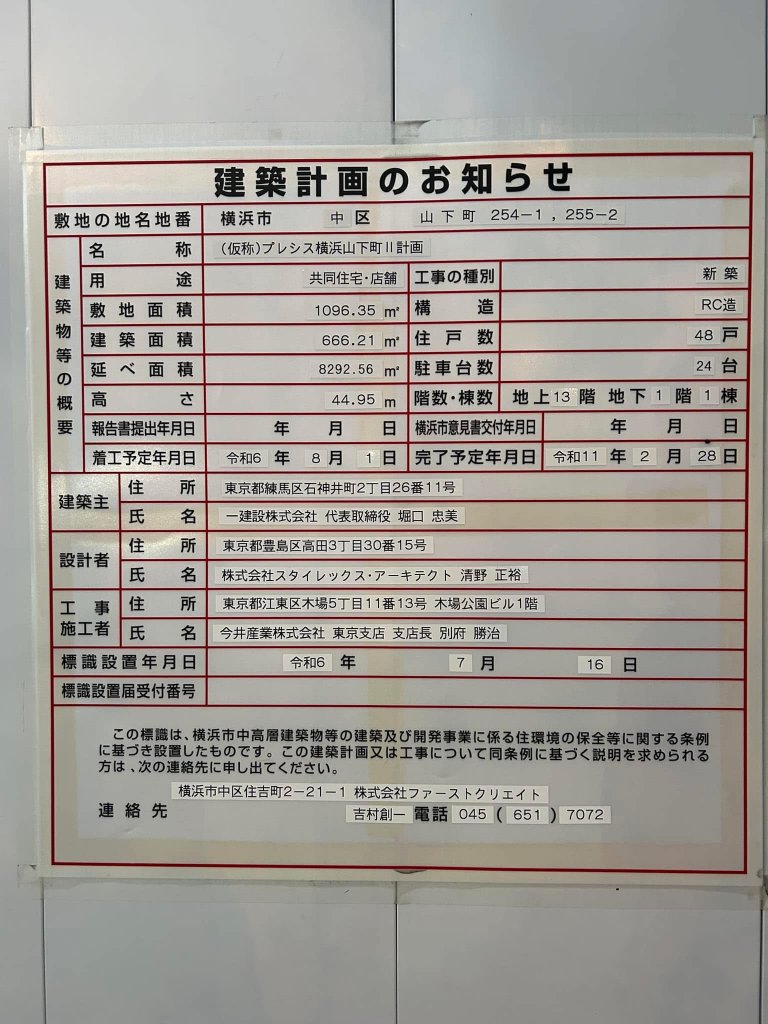 建築計画のお知らせ
敷地の地名地番 横浜市 中 区 山下町 254-1 , 255-2
建築物等の概要
名称 (仮称)プレシス横浜山下町Ⅱ計画
用途 共同住宅・店舗 工事の種別 新築
敷地面積 1096.35 ㎡ 構造 RC造
建築面積 666.21 ㎡ 住戸数 48 戸
延べ面積 8292.56 ㎡ 駐車台数 24 台
高さ 44.95 m 階数・棟数 地上 13 階 地下 1 階 1 棟
報告書提出年月日 年 月 日 横浜市意見書交付年月日 年 月 日
着工予定年月日 令和6 年 8 月 1 日 完了予定年月日 令和11 年 2 月 28 日
建築主 住所 東京都練馬区石神井町2丁目26番11号
氏名 一建設株式会社 代表取締役 堀口 忠美
設計者 住所 東京都豊島区高田3丁目30番15号
氏名 株式会社スタイレックス・アーキテクト 清野 正裕
工事施工者 住所 東京都江東区木場5丁目11番13号 木場公園ビル1階
氏名 今井産業株式会社 東京支店 支店長 別府 勝治
標識設置年月日 令和6 年 7 月 16 日
標識設置届受付番号
この標識は、横浜市中高層建築物等の建築及び開発事業に係る住環境の保全等に関する条例
に基づき設置したものです。この建築計画又は工事について同条例に基づく説明を求められる
方は、次の連絡先に申し出てください。
横浜市中区住吉町2-21-1 株式会社ファーストクリエイト
連絡先 吉村創一 電話 045 ( 651 ) 7072